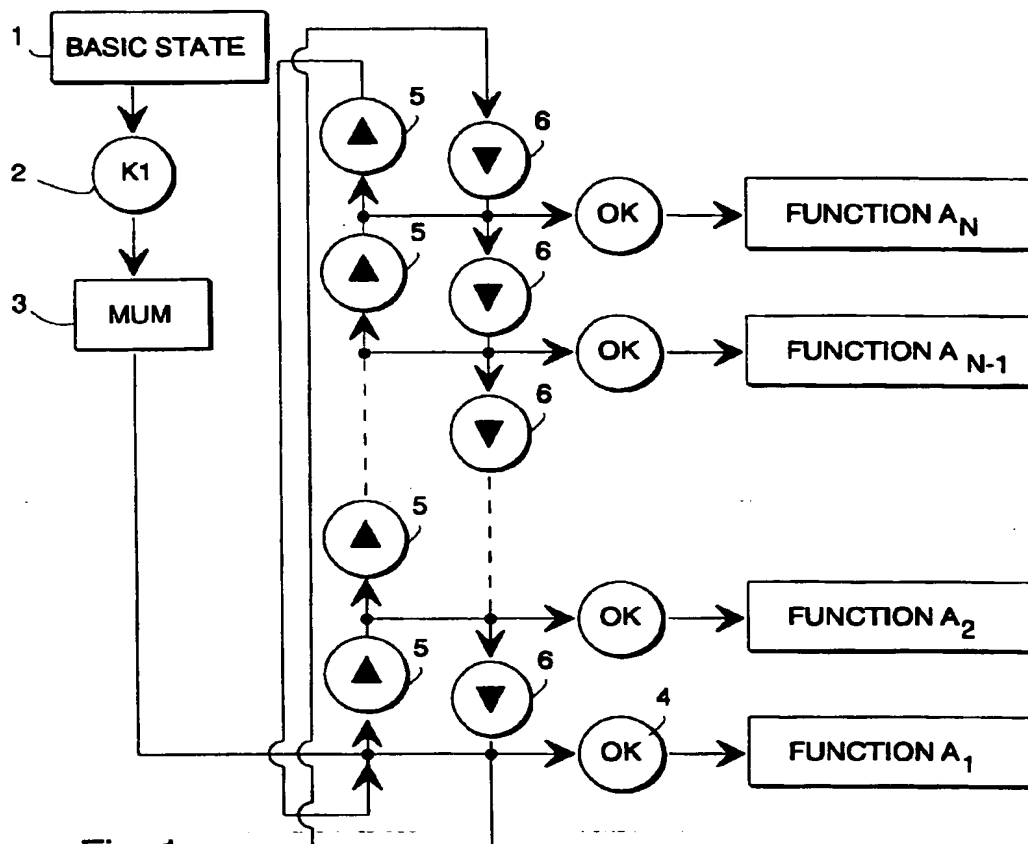 1 BASIC STATE
2 K1
3 MUM
5
6
OK FUNCTION A_N
5
6
OK FUNCTION A_N-1
6
5
OK FUNCTION A_2
5
6
4
OK FUNCTION A_1